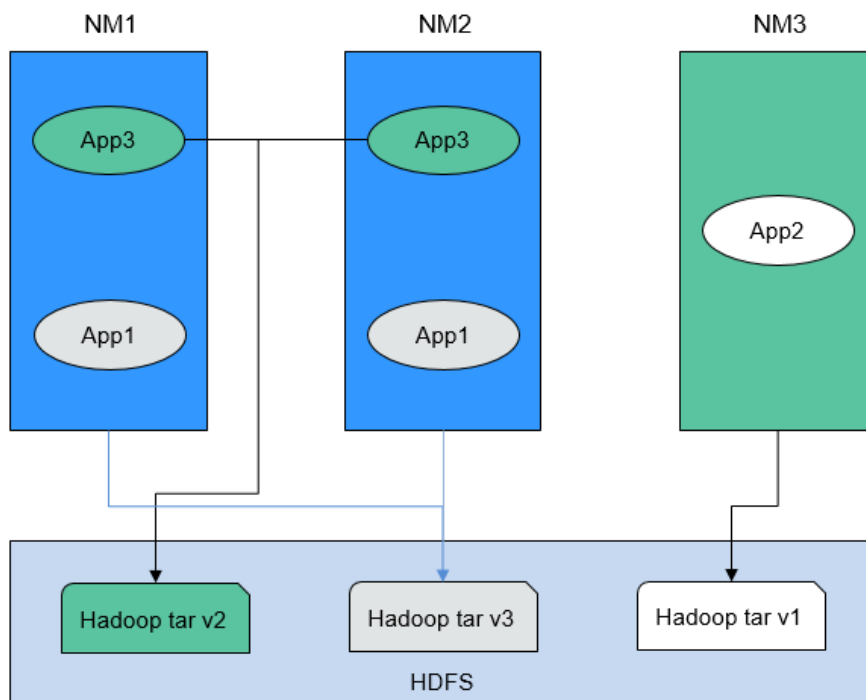 NM1
NM2
NM3
App3
App3
App2
App1
App1
Hadoop tar v2
Hadoop tar v3
Hadoop tar v1
HDFS